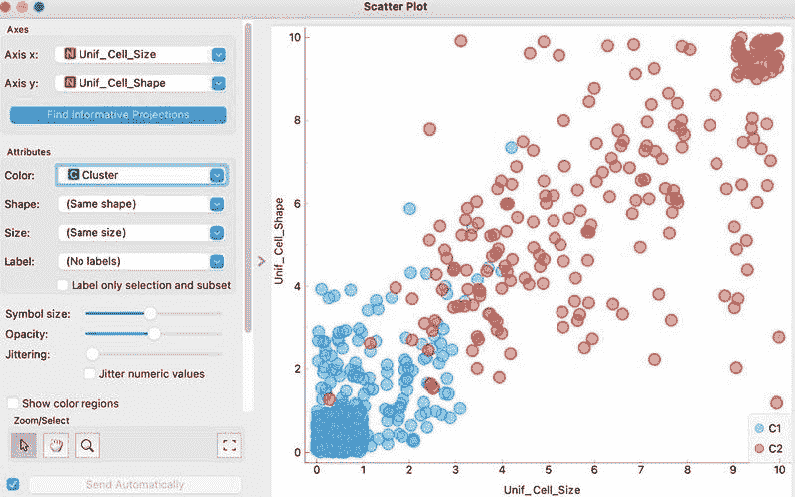 Scatter Plot
Axes
Axis x: N Unif_Cell_Size
Axis y: N Unif_Cell_Shape
Find Informative Projections
Attributes
Color: C Cluster
Shape: (Same shape)
Size: (Same size)
Label: (No labels)
Label only selection and subset
Symbol size:
Opacity:
Jittering:
Jitter numeric values
Show color regions
Zoom/Select
Send Automatically
10
8
6
4
2
0
Unif_Cell_Shape
0 1 2 3 4 5 6 7 8 9 10
Unif_Cell_Size
C1
C2